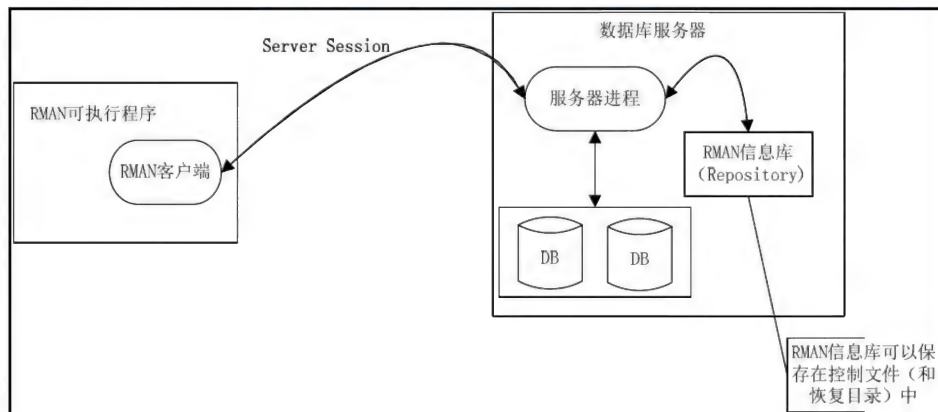 数据库服务器
Server Session
服务器进程
RMAN可执行程序
RMAN客户端
RMAN信息库
（Repository）
DB
DB
RMAN信息库可以保
存在控制文件（和
恢复目录）中